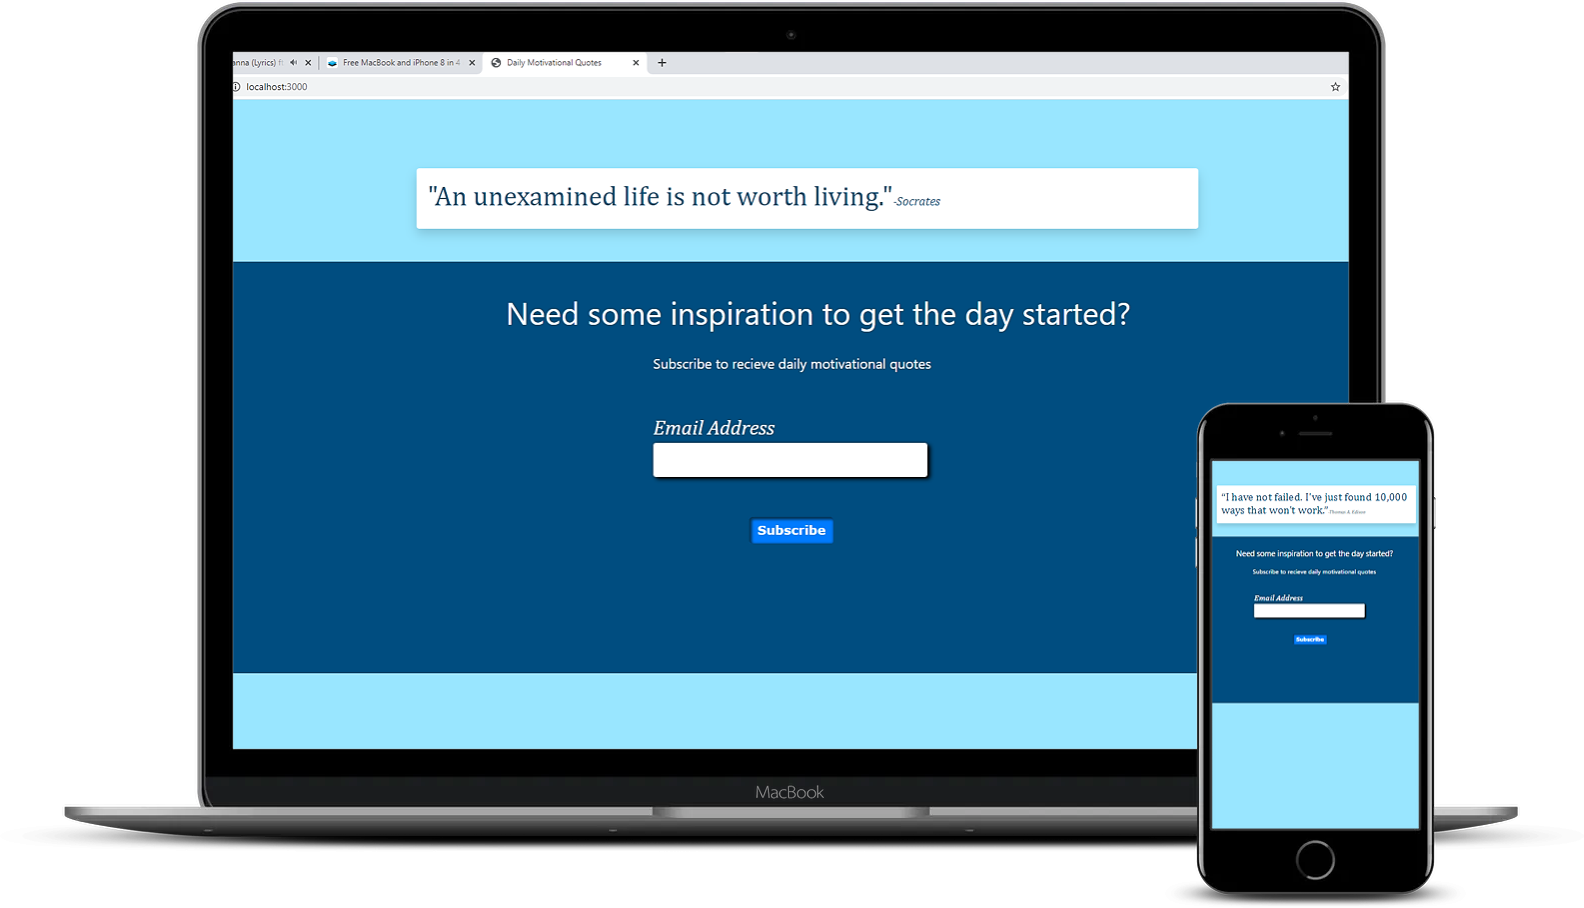 anna (Lyrics) f
Free MacBook and iPhone 8 in 4
Daily Motivational Quotes
localhost:3000
"An unexamined life is not worth living." -Socrates
Need some inspiration to get the day started?
Subscribe to recieve daily motivational quotes
Email Address
Subscribe
MacBook
“I have not failed. I've just found 10,000
ways that won't work.” Thomas A. Edison
Need some inspiration to get the day started?
Subscribe to recieve daily motivational quotes
Email Address
Subscribe